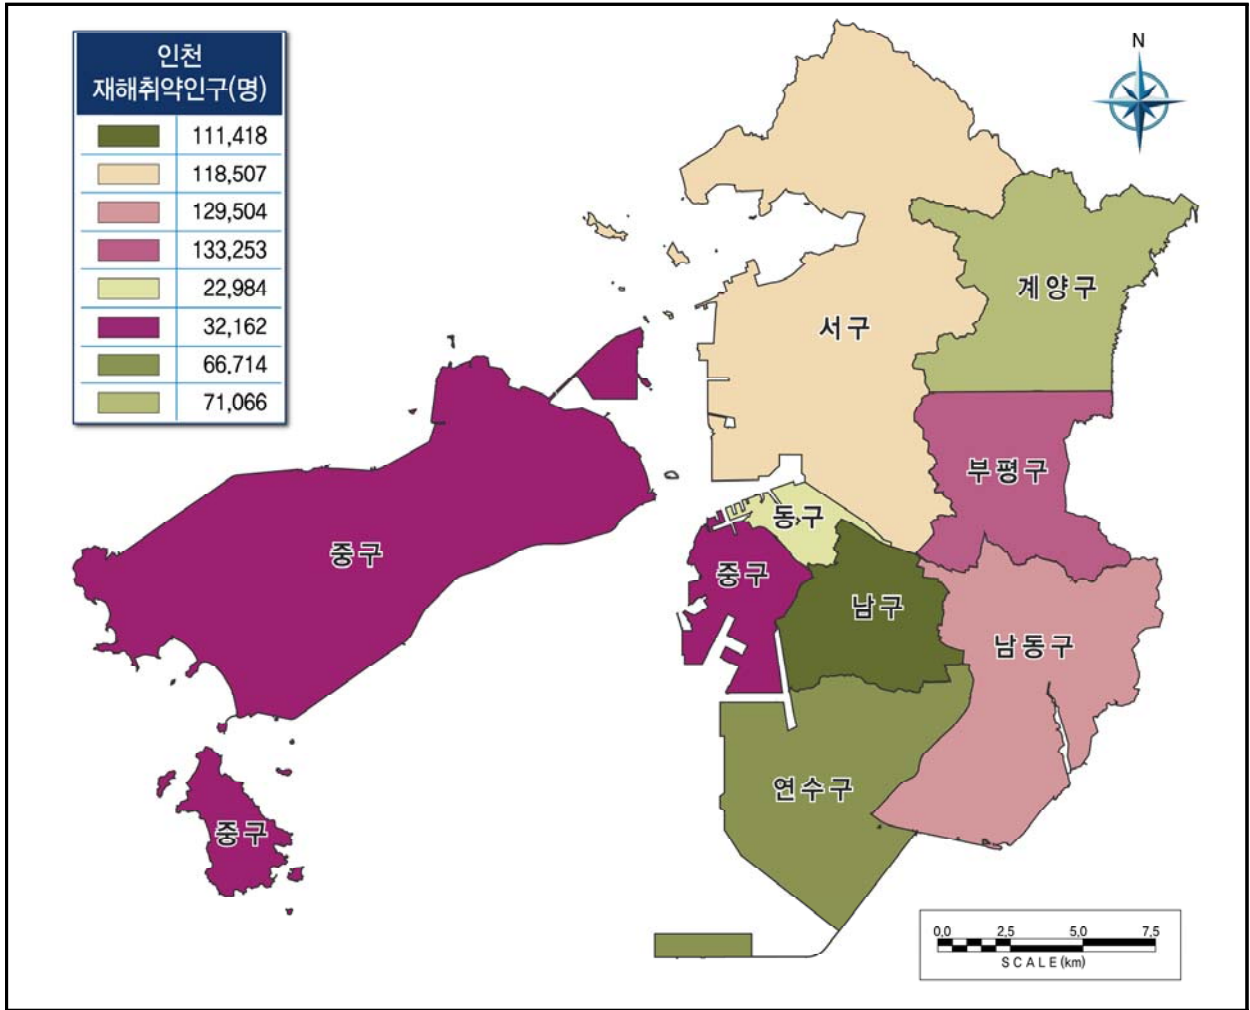 인천
재해취약인구(명)
111,418
118,507
129,504
133,253
22,984
32,162
66.714
71,066
N
계양구
서구
부평구
동구
중구
중구
남구
남동구
연수구
중구
0.0 2.5 5.0 7.5
SCALE(km)